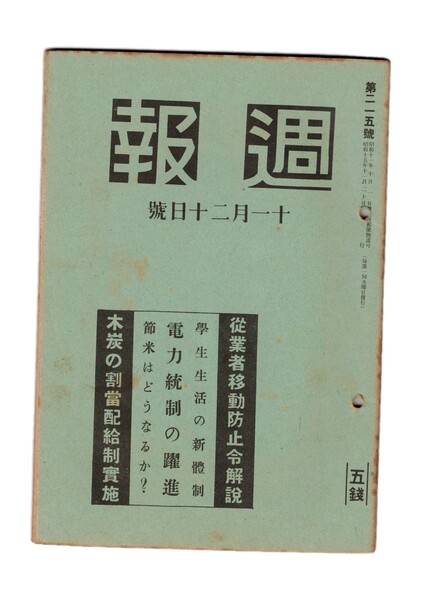 第二一五號
週報
十一月二十日號
從業者移動防止令解説
學生生活の新體制
電力統制の躍進
節米はどうなるか?
木炭の割當配給制實施
五錢